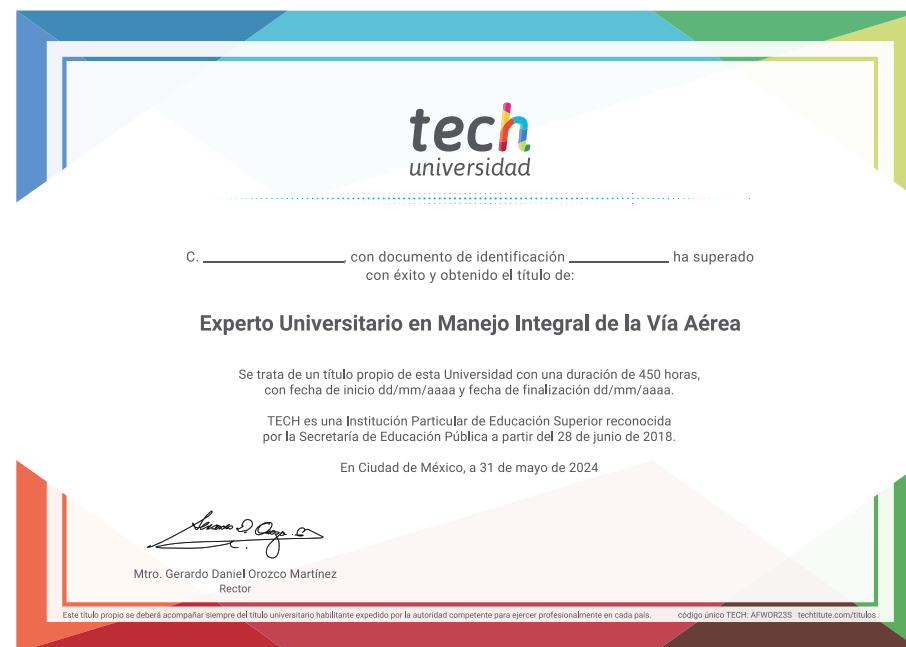 tech
universidad
C. ____________, con documento de identificación ____________ ha superado
con éxito y obtenido el título de:
Experto Universitario en Manejo Integral de la Vía Aérea
Se trata de un título propio de esta Universidad con una duración de 450 horas,
con fecha de inicio dd/mm/aaaa y fecha de finalización dd/mm/aaaa.
TECH es una Institución Particular de Educación Superior reconocida
por la Secretaría de Educación Pública a partir del 28 de junio de 2018.
En Ciudad de México, a 31 de mayo de 2024
Mtro. Gerardo Daniel Orozco Martínez
Rector
Este título propio se deberá acompañar siempre del título universitario habilitante expedido por la autoridad competente para ejercer profesionalmente en cada país. código único TECH: AFWOR23S techtitute.com/titulos